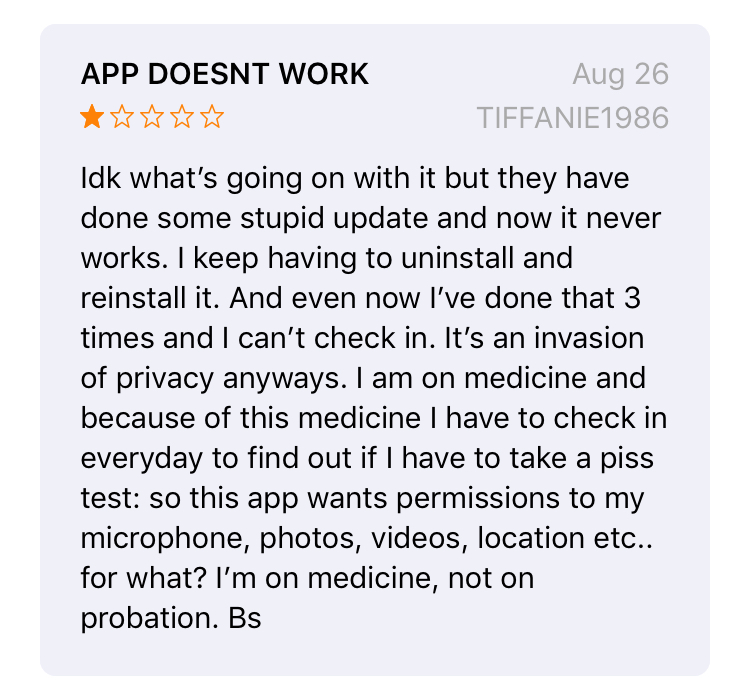 APP DOESNT WORK
Aug 26
TIFFANIE1986
Idk what’s going on with it but they have
done some stupid update and now it never
works. I keep having to uninstall and
reinstall it. And even now I’ve done that 3
times and I can’t check in. It’s an invasion
of privacy anyways. I am on medicine and
because of this medicine I have to check in
everyday to find out if I have to take a piss
test: so this app wants permissions to my
microphone, photos, videos, location etc..
for what? I’m on medicine, not on
probation. Bs